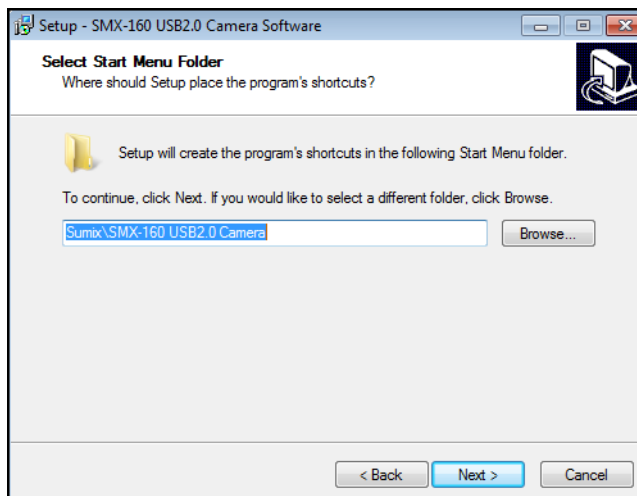 Setup - SMX-160 USB2.0 Camera Software
Select Start Menu Folder
Where should Setup place the program's shortcuts?
Setup will create the program's shortcuts in the following Start Menu folder.
To continue, click Next. If you would like to select a different folder, click Browse.
Sumix\SMX-160 USB2.0 Camera
Browse...
< Back
Next >
Cancel